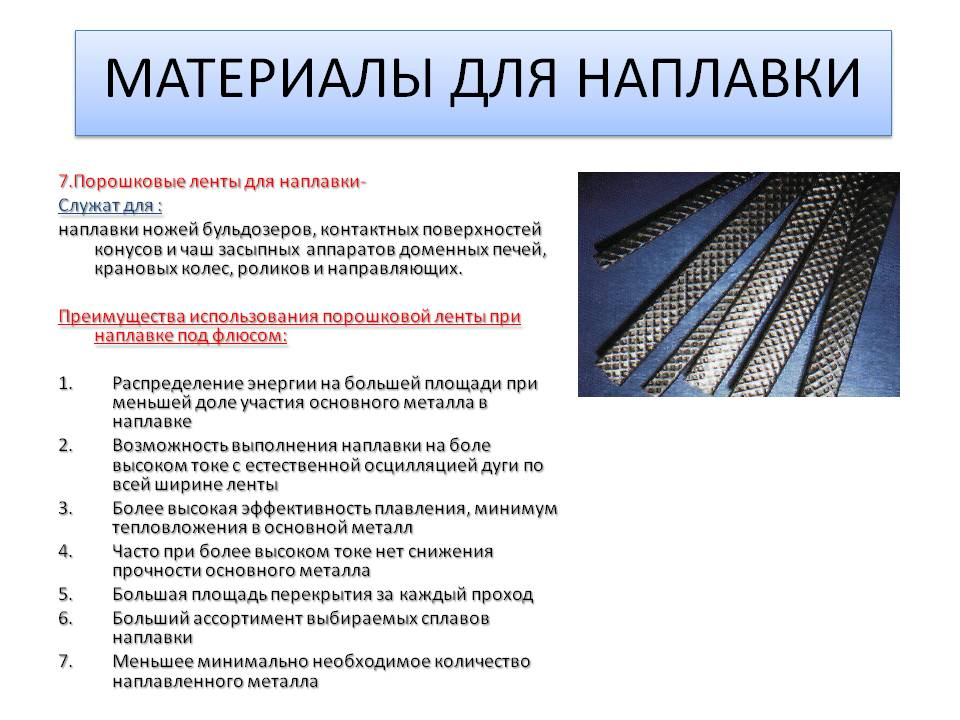 МАТЕРИАЛЫ ДЛЯ НАПЛАВКИ
7.Порошковые ленты для наплавки-
Служат для :
наплавки ножей бульдозеров, контактных поверхностей
конусов и чаш засыпных аппаратов доменных печей,
крановых колес, роликов и направляющих.
Преимущества использования порошковой ленты при
наплавке под флюсом:
1. Распределение энергии на большей площади при
меньшей доле участия основного металла в
наплавке
2. Возможность выполнения наплавки на боле
высоком токе с естественной осцилляцией дуги по
всей ширине ленты
3. Более высокая эффективность плавления, минимум
тепловложения в основной металл
4. Часто при более высоком токе нет снижения
прочности основного металла
5. Большая площадь перекрытия за каждый проход
6. Больший ассортимент выбираемых сплавов
наплавки
7. Меньшее минимально необходимое количество
наплавленного металла